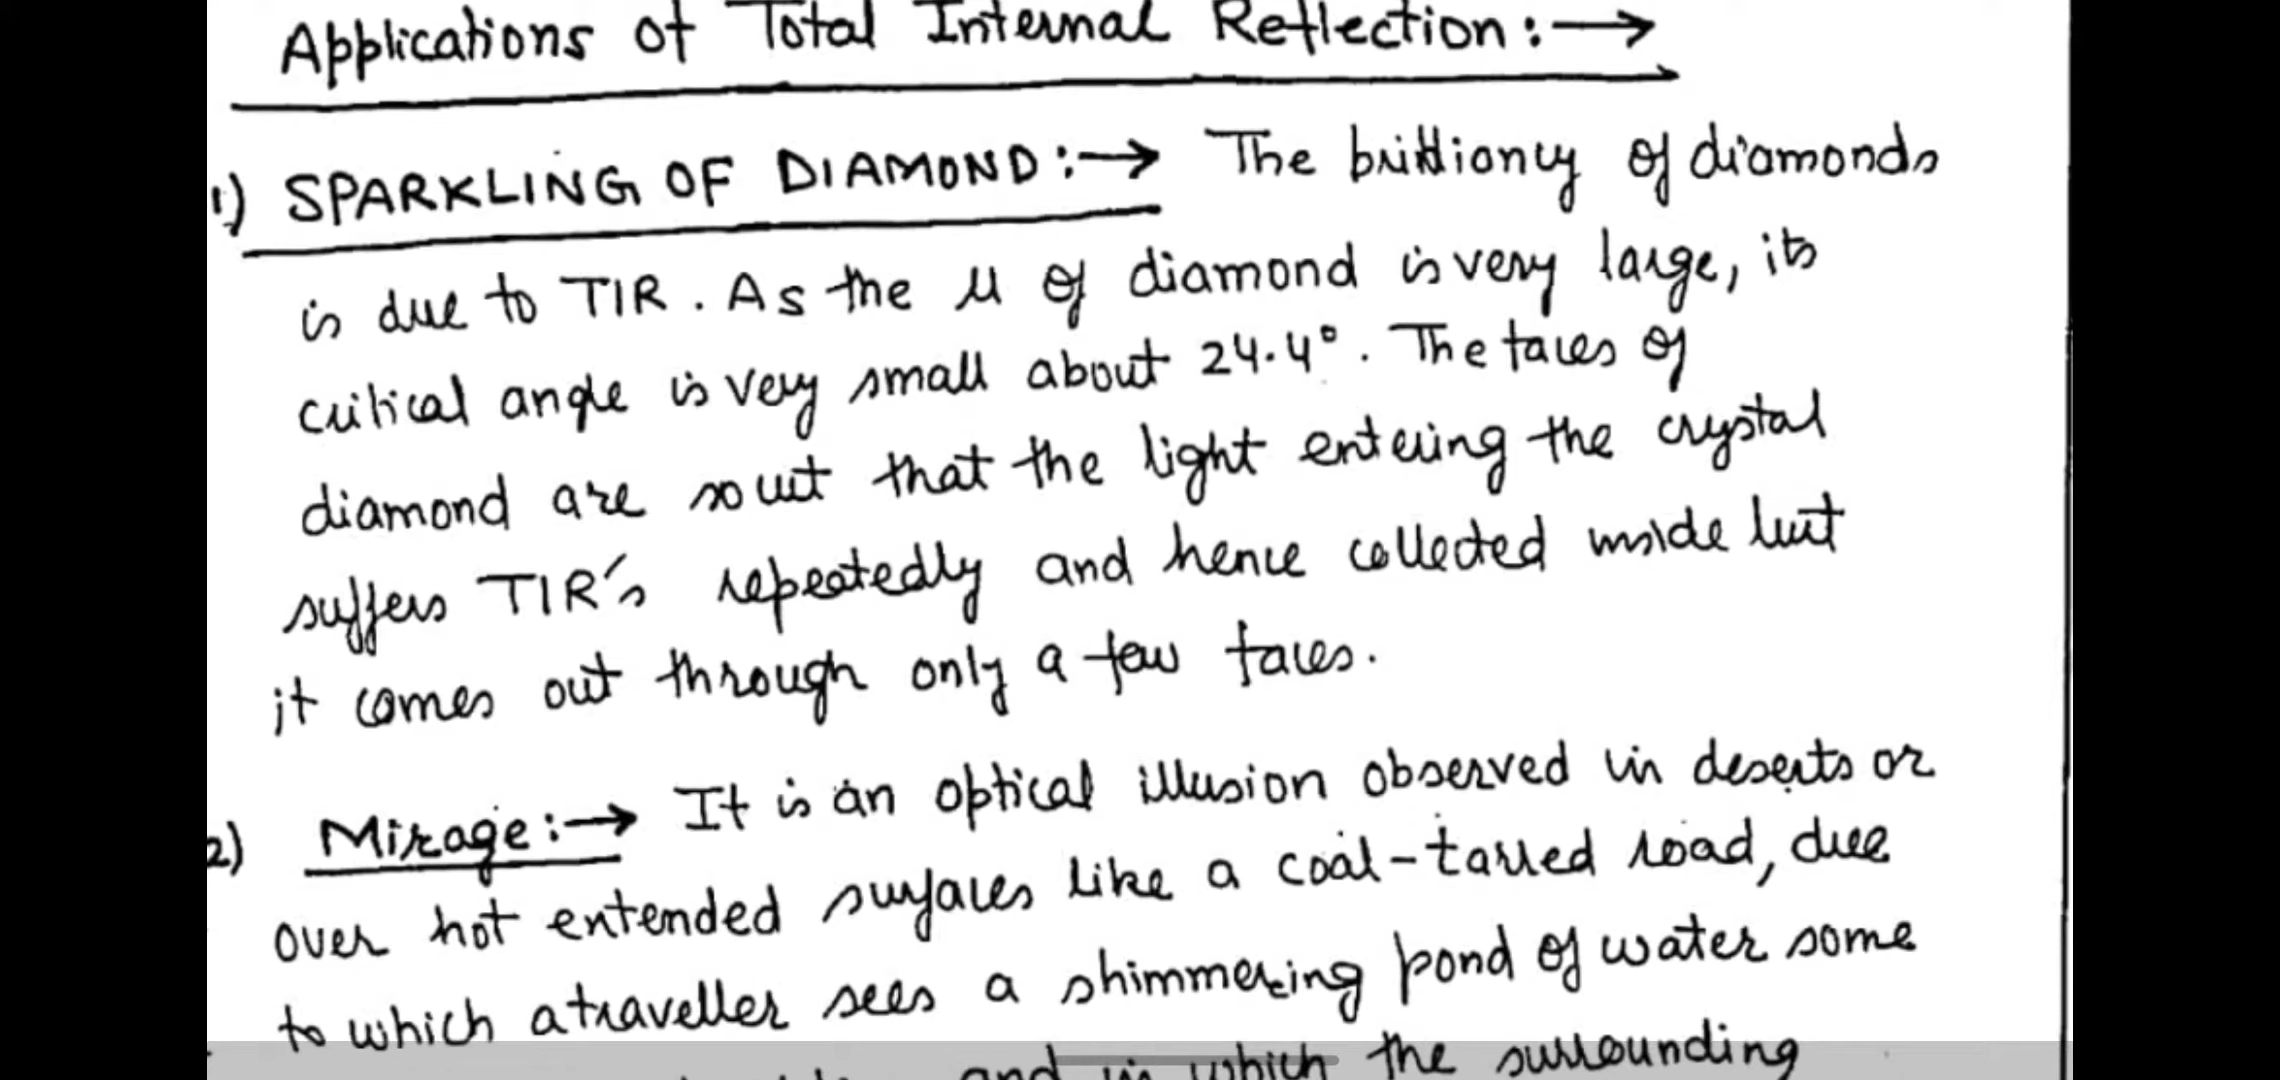 Applications of Total Internal Reflection:→
1) SPARKLING OF DIAMOND:→ The brilliancy of diamonds
is due to TIR. As the μ of diamond is very large, its
critical angle is very small about 24.4°. The faces of
diamond are so cut that the light entering the crystal
suffers TIR's repeatedly and hence collected inside but
it comes out through only a few faces.
2) Mirage:→ It is an optical illusion observed in deserts or
over hot extended surfaces like a coal-tarred road, due
to which a traveller sees a shimmering pond of water some
and in which the surrounding